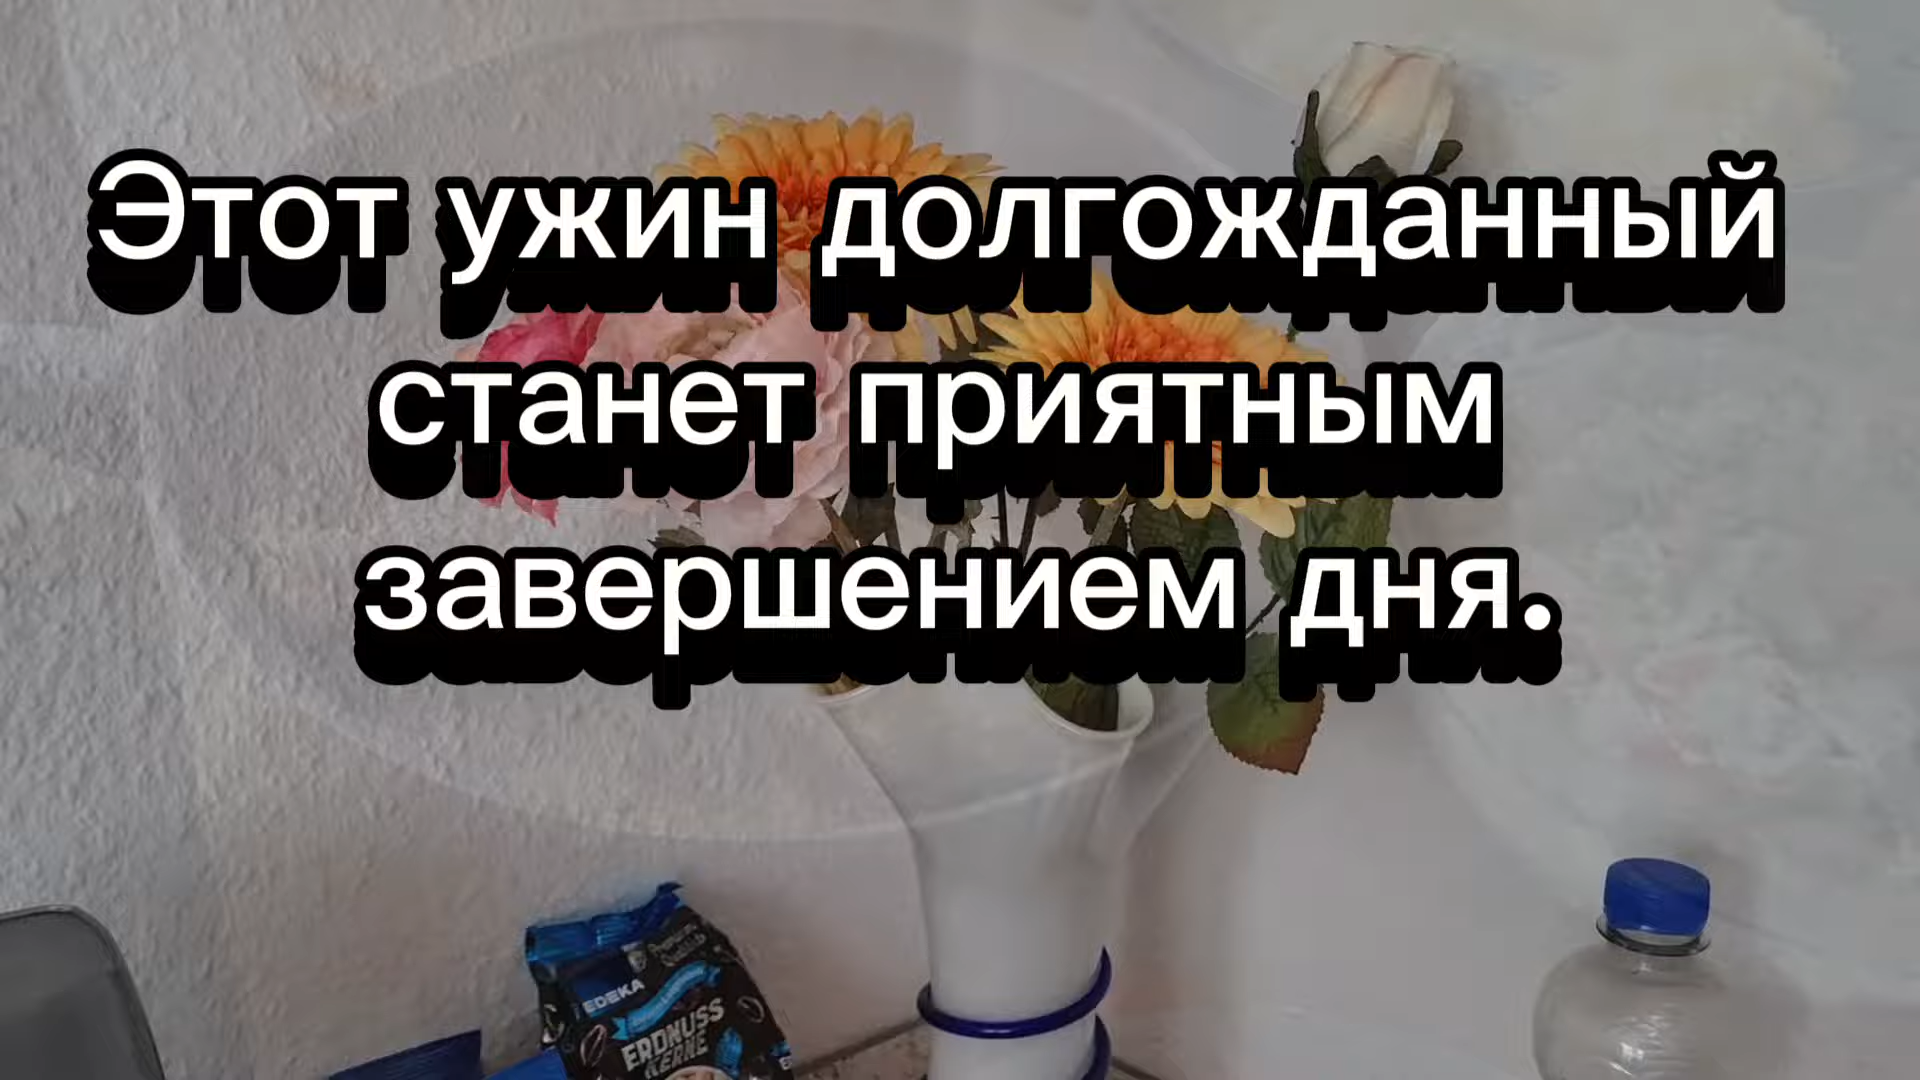 Этот ужин долгожданный
станет приятным
завершением дня.
EDEKA
ERDNUSS
KERNE